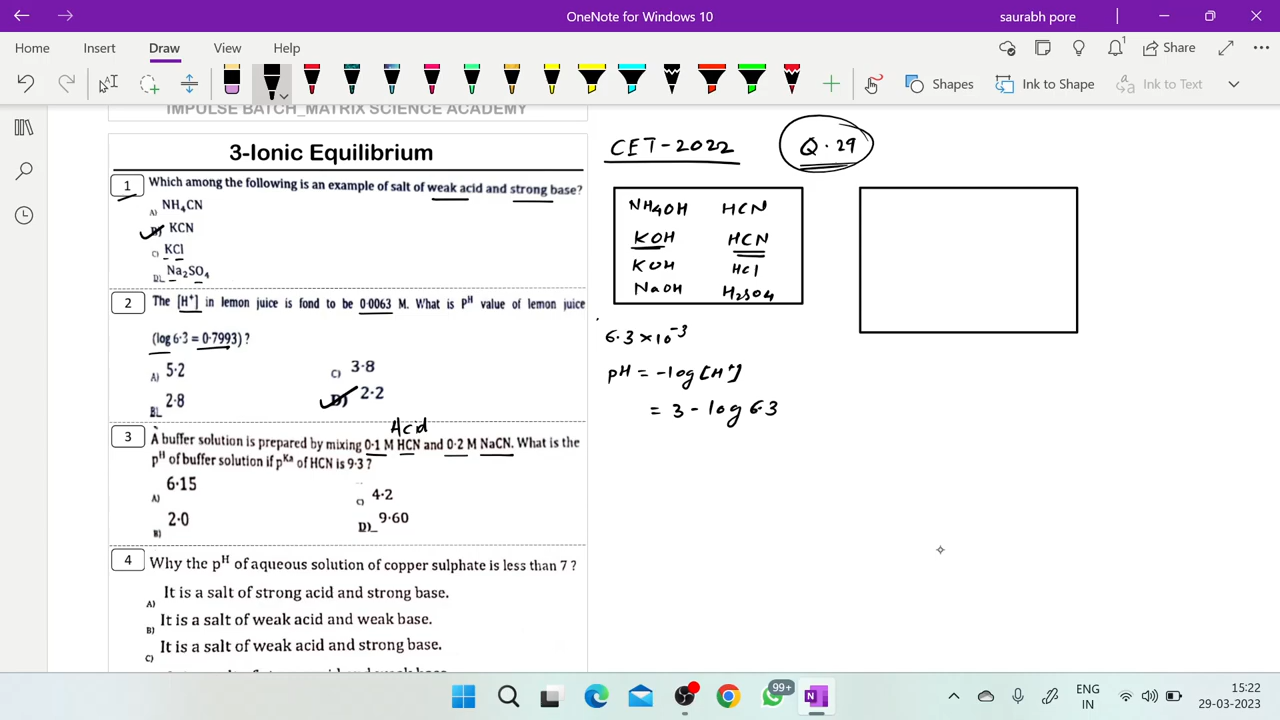 OneNote for Windows 10
saurabh pore
Home Insert Draw View Help
Share
Shapes
Ink to Shape
Ink to Text
IMPULSE BATCH_MATRIX SCIENCE ACADEMY
3-Ionic Equilibrium
1 Which among the following is an example of salt of weak acid and strong base?
A) NH₄CN
B) KCN
C) KCl
D) Na₂SO₄
2 The [H⁺] in lemon juice is fond to be 0·0063 M. What is pᴴ value of lemon juice
(log 6·3 = 0·7993) ?
A) 5·2
C) 3·8
B) 2·8
D) 2·2
Acid
3 A buffer solution is prepared by mixing 0·1 M HCN and 0·2 M NaCN. What is the
pᴴ of buffer solution if pᴷᵃ of HCN is 9·3 ?
A) 6·15
C) 4·2
B) 2·0
D) 9·60
4 Why the pᴴ of aqueous solution of copper sulphate is less than 7 ?
A) It is a salt of strong acid and strong base.
B) It is a salt of weak acid and weak base.
C) It is a salt of weak acid and strong base.
CET-2022
Q·29
NH4OH HCN
KOH HCN
KOH HCl
NaOH H2SO4
6·3 × 10⁻³
pH = -log[H⁺]
= 3 - log 6·3
99+
ENG
IN
15:22
29-03-2023